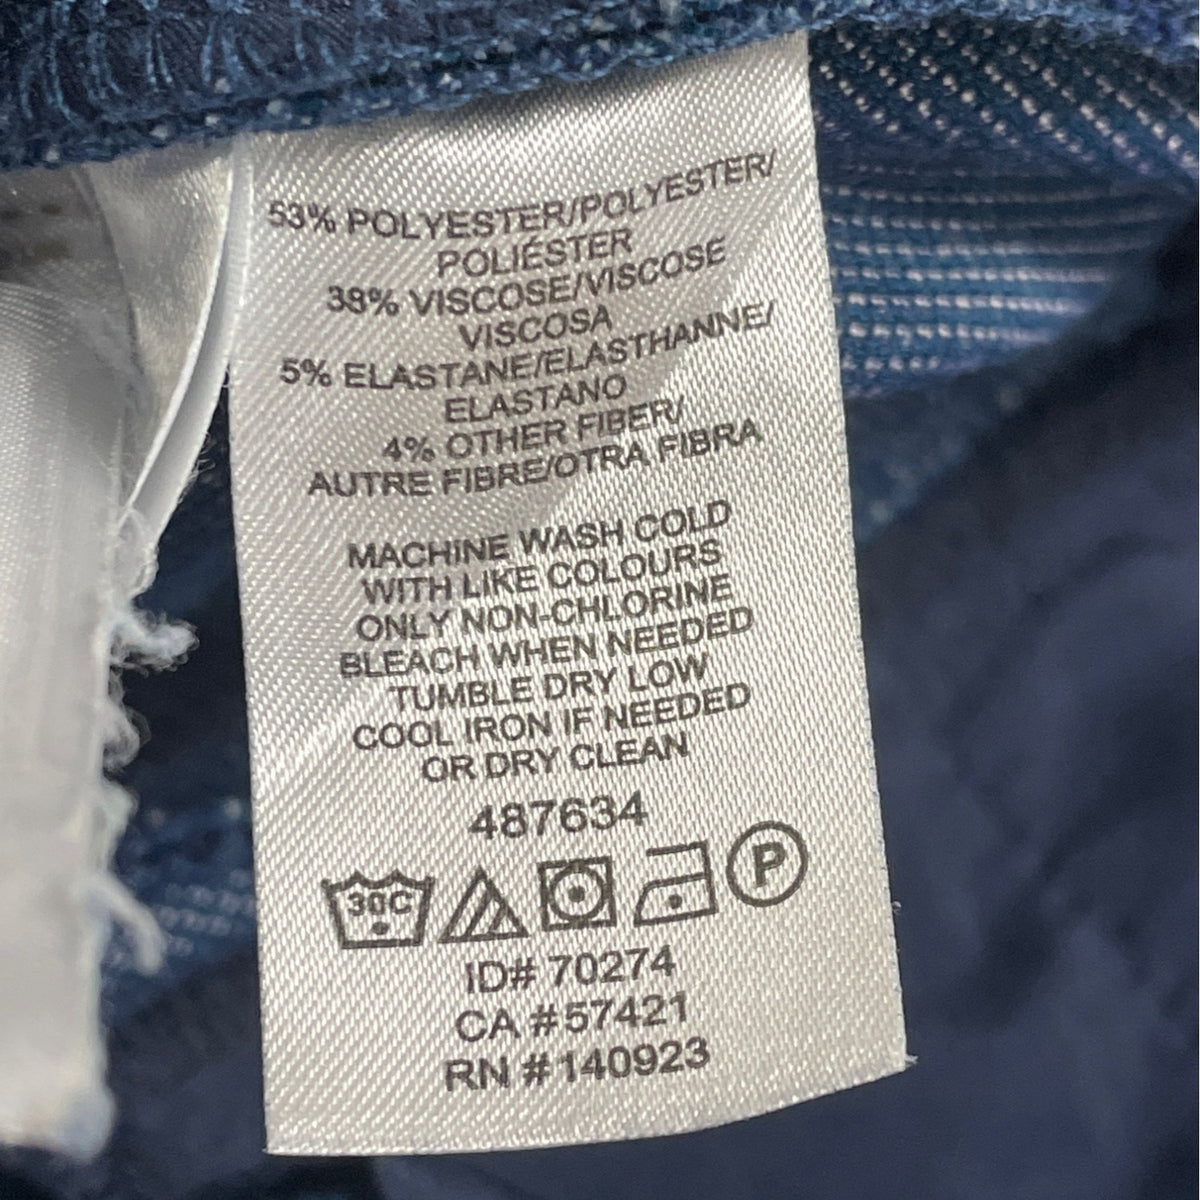 53% POLYESTER/POLYESTER/
POLIÉSTER
38% VISCOSE/VISCOSE
VISCOSA
5% ELASTANE/ELASTHANNE/
ELASTANO
4% OTHER FIBER/
AUTRE FIBRE/OTRA FIBRA
MACHINE WASH COLD
WITH LIKE COLOURS
ONLY NON-CHLORINE
BLEACH WHEN NEEDED
TUMBLE DRY LOW
COOL IRON IF NEEDED
OR DRY CLEAN
487634
30C P
ID# 70274
CA #57421
RN #140923